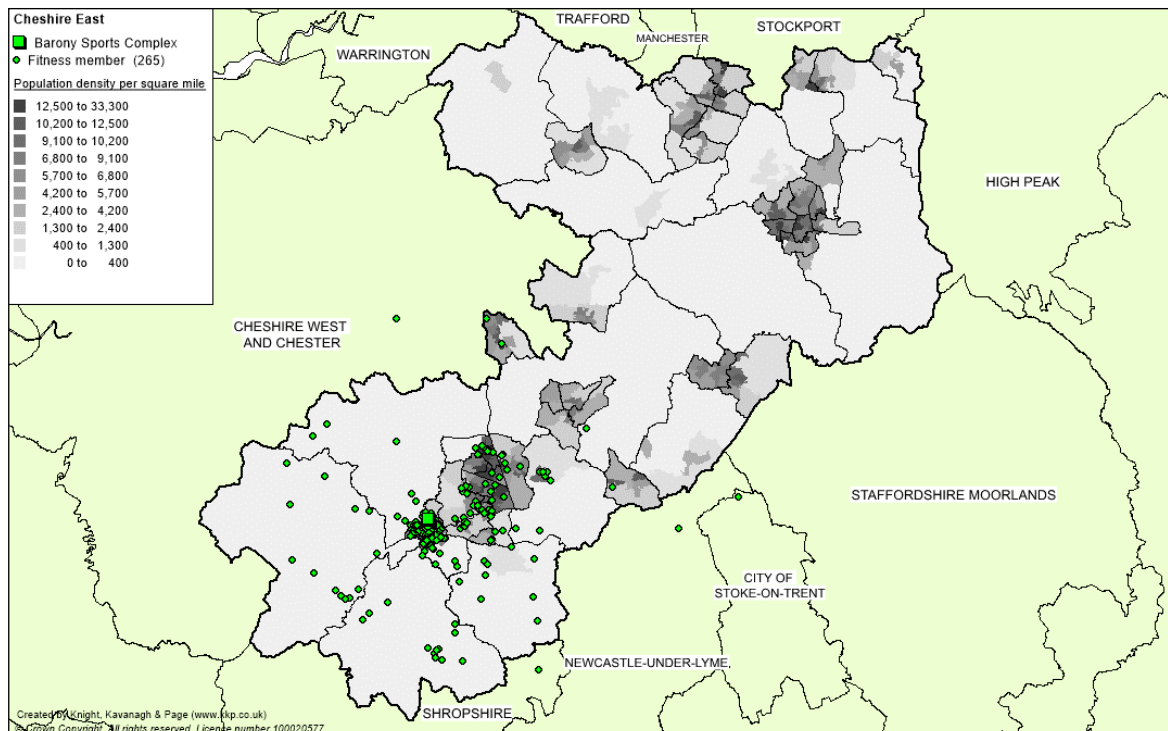 Cheshire East
Barony Sports Complex
Fitness member (265)
Population density per square mile
12,500 to 33,300
10,200 to 12,500
9,100 to 10,200
6,800 to 9,100
5,700 to 6,800
4,200 to 5,700
2,400 to 4,200
1,300 to 2,400
400 to 1,300
0 to 400
TRAFFORD
STOCKPORT
MANCHESTER
WARRINGTON
HIGH PEAK
CHESHIRE WEST
AND CHESTER
STAFFORDSHIRE MOORLANDS
CITY OF
STOKE-ON-TRENT
NEWCASTLE-UNDER-LYME,
SHROPSHIRE
Created by Knight, Kavanagh & Page (www.kkp.co.uk)
© Crown Copyright. All rights reserved. Licence number 100020577